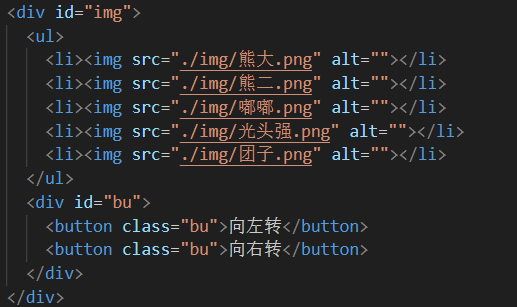 <div id="img">
<ul>
<li><img src="./img/熊大.png" alt=""></li>
<li><img src="./img/熊二.png" alt=""></li>
<li><img src="./img/嘟嘟.png" alt=""></li>
<li><img src="./img/光头强.png" alt=""></li>
<li><img src="./img/团子.png" alt=""></li>
</ul>
<div id="bu">
<button class="bu">向左转</button>
<button class="bu">向右转</button>
</div>
</div>